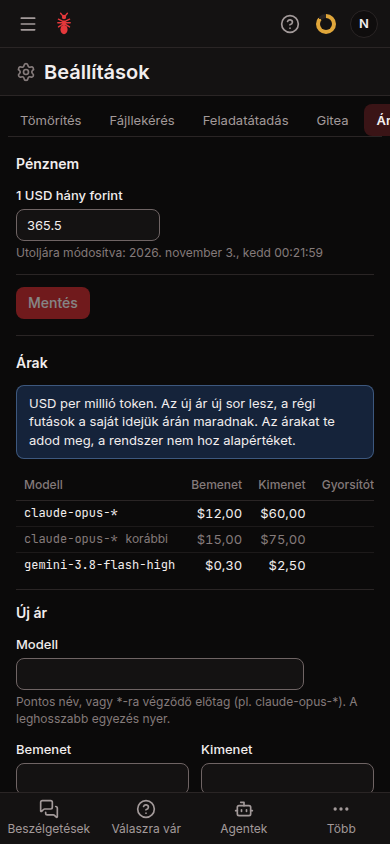 N
Beállítások
Tömörítés Fájllekérés Feladatátadás Gitea Ár
Pénznem
1 USD hány forint
365.5
Utoljára módosítva: 2026. november 3., kedd 00:21:59
Mentés
Árak
USD per millió token. Az új ár új sor lesz, a régi
futások a saját idejük árán maradnak. Az árakat te
adod meg, a rendszer nem hoz alapértéket.
Modell Bemenet Kimenet Gyorsítót
claude-opus-* $12,00 $60,00
claude-opus-* korábbi $15,00 $75,00
gemini-3.8-flash-high $0,30 $2,50
Új ár
Modell
Pontos név, vagy *-ra végződő előtag (pl. claude-opus-*). A
leghosszabb egyezés nyer.
Bemenet Kimenet
Beszélgetések Válaszra vár Agentek Több